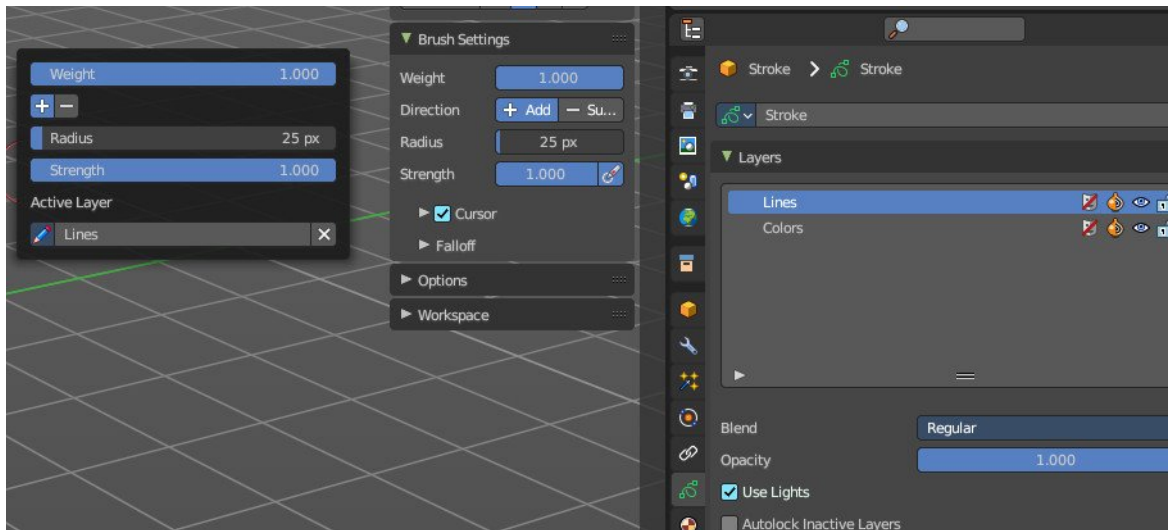 Weight 1.000
Radius 25 px
Strength 1.000
Active Layer
Lines
Brush Settings
Weight 1.000
Direction Add Su...
Radius 25 px
Strength 1.000
Cursor
Falloff
Options
Workspace
Stroke Stroke
Stroke
Layers
Lines
Colors
Blend Regular
Opacity 1.000
Use Lights
Autolock Inactive Layers